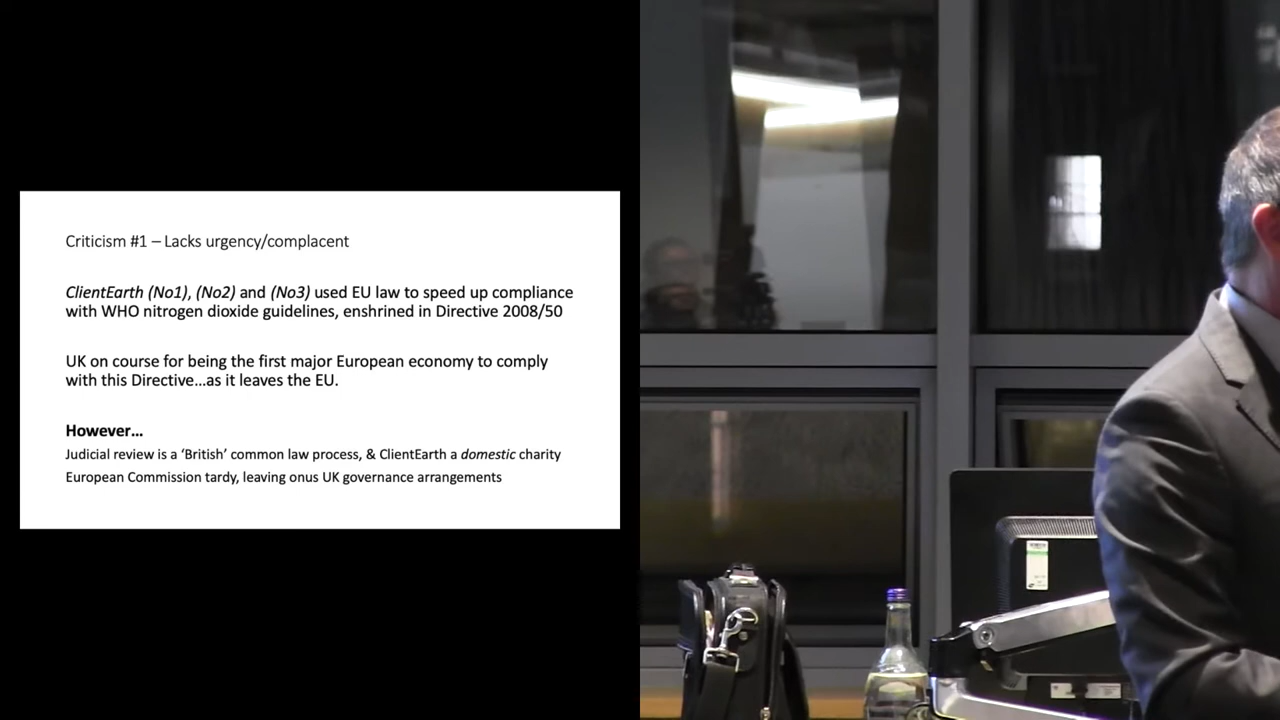 Criticism #1 – Lacks urgency/complacent
ClientEarth (No1), (No2) and (No3) used EU law to speed up compliance
with WHO nitrogen dioxide guidelines, enshrined in Directive 2008/50
UK on course for being the first major European economy to comply
with this Directive...as it leaves the EU.
However...
Judicial review is a ‘British’ common law process, & ClientEarth a domestic charity
European Commission tardy, leaving onus UK governance arrangements